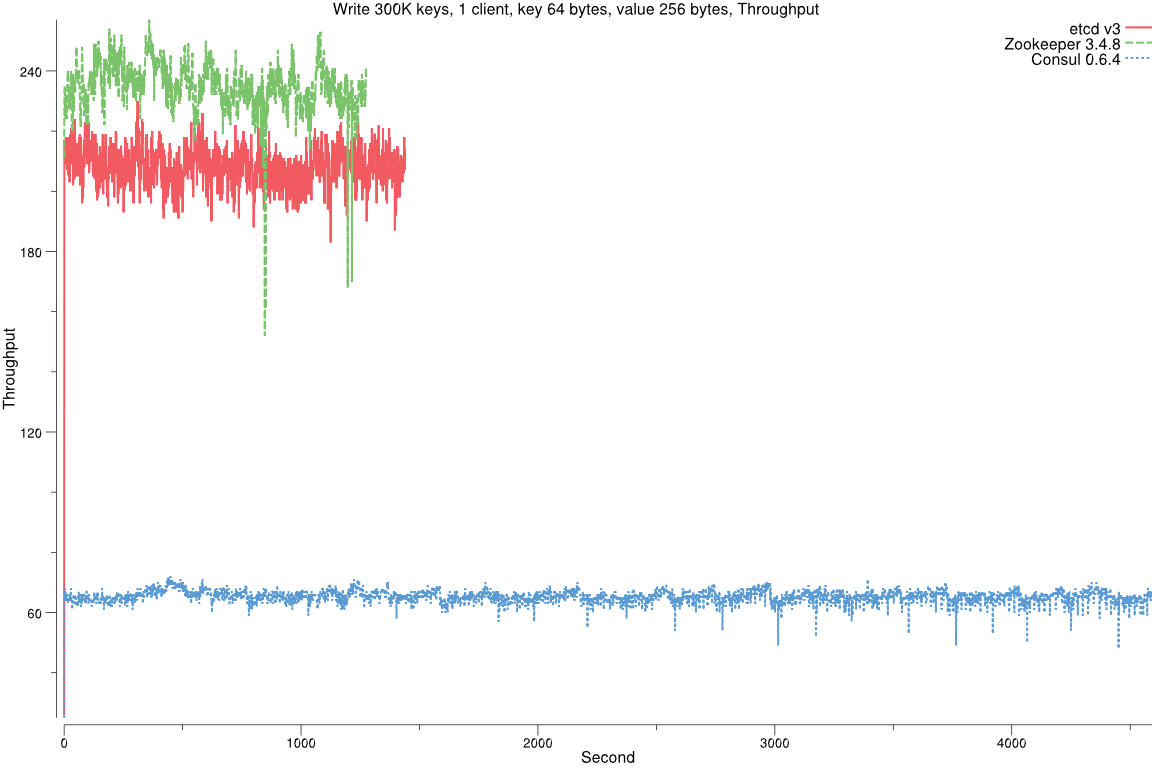 Write 300K keys, 1 client, key 64 bytes, value 256 bytes, Throughput
etcd v3
Zookeeper 3.4.8
Consul 0.6.4
240
180
120
60
Throughput
0
1000
2000
3000
4000
Second